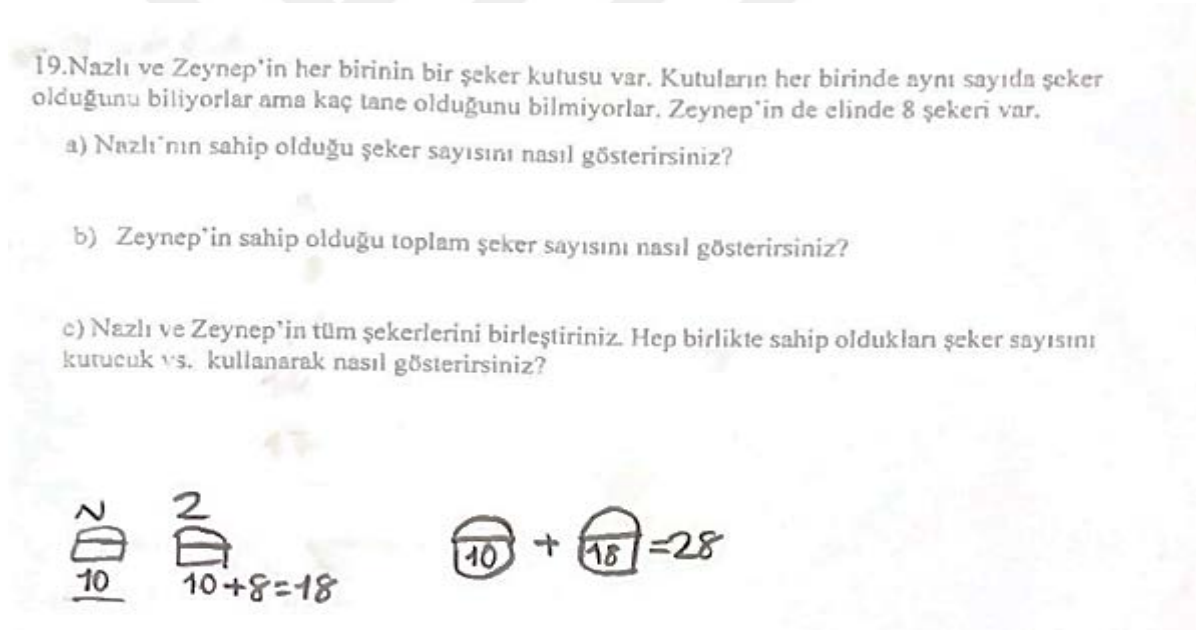 19.Nazlı ve Zeynep'in her birinin bir şeker kutusu var. Kutuların her birinde aynı sayıda şeker
olduğunu biliyorlar ama kaç tane olduğunu bilmiyorlar. Zeynep'in de elinde 8 şekeri var.
a) Nazlı'nın sahip olduğu şeker sayısını nasıl gösterirsiniz?
b) Zeynep'in sahip olduğu toplam şeker sayısını nasıl gösterirsiniz?
c) Nazlı ve Zeynep'in tüm şekerlerini birleştiriniz. Hep birlikte sahip oldukları şeker sayısını
kutucuk vs. kullanarak nasıl gösterirsiniz?
N Z
10 10+8=18
10 + 18 =28